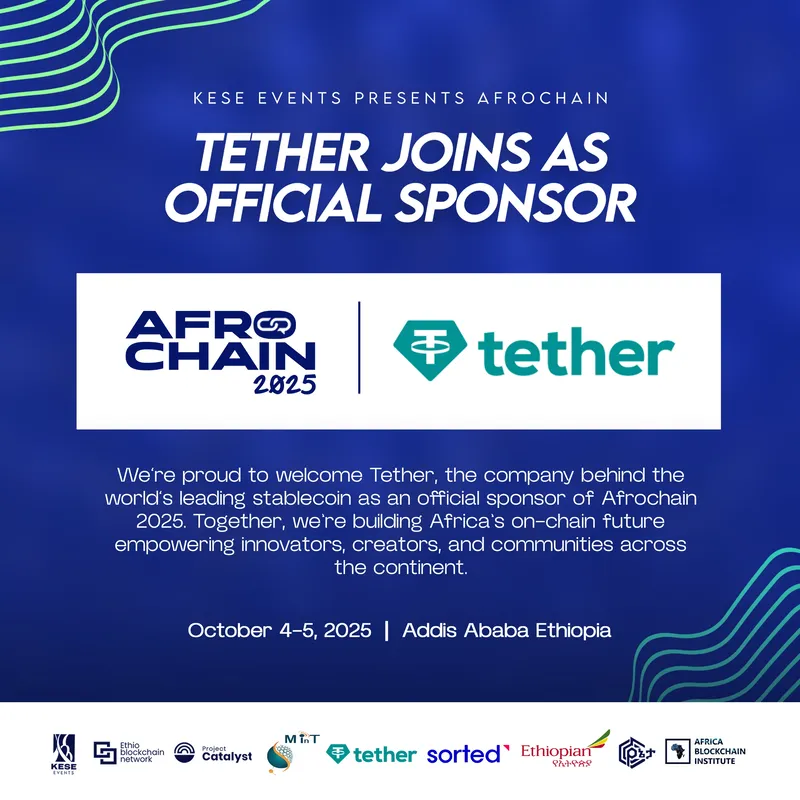 KESE EVENTS PRESENTS AFROCHAIN
TETHER JOINS AS
OFFICIAL SPONSOR
AFRO
CHAIN
2025
tether
We're proud to welcome Tether, the company behind the
world's leading stablecoin as an official sponsor of Afrochain
2025. Together, we're building Africa's on-chain future
empowering innovators, creators, and communities across
the continent.
October 4-5, 2025 | Addis Ababa Ethiopia
KESE
EVENTS
Ethio
blockchain
network
Project
Catalyst
MInT
tether
sorted
Ethiopian
የኢትዮጵያ
AFRICA
BLOCKCHAIN
INSTITUTE